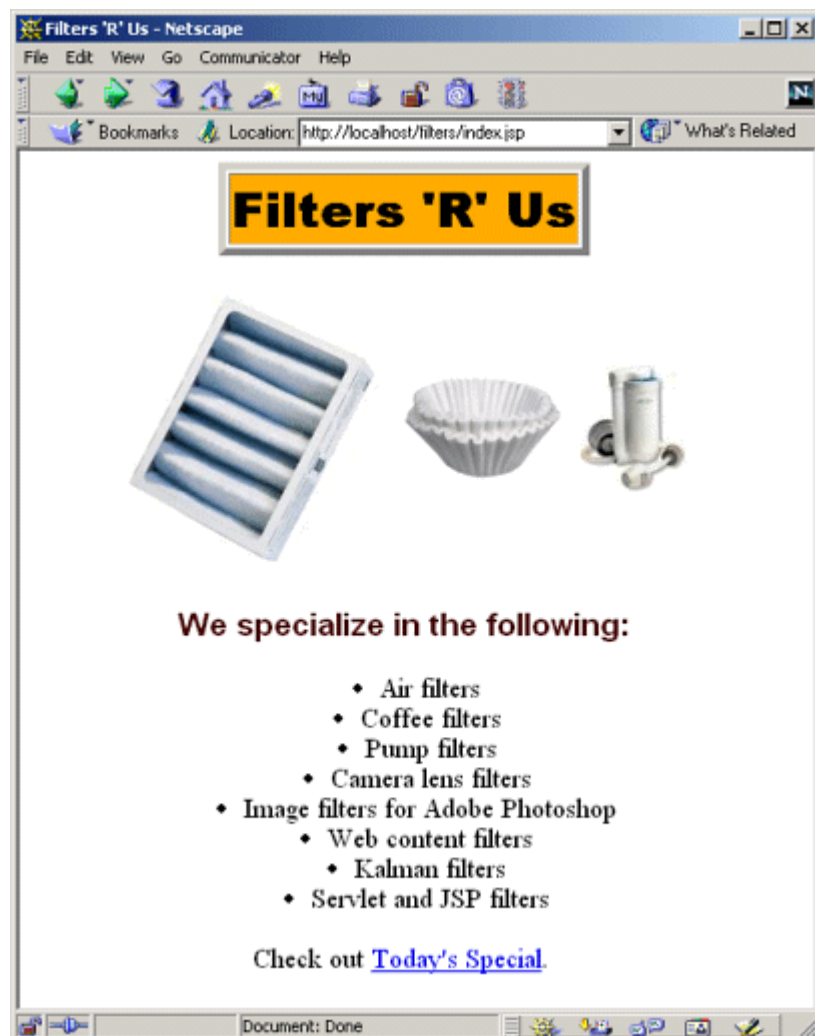 Filters 'R' Us - Netscape
File Edit View Go Communicator Help
My
N
Bookmarks Location: http://localhost/filters/index.jsp What's Related
Filters 'R' Us
We specialize in the following:
• Air filters
• Coffee filters
• Pump filters
• Camera lens filters
• Image filters for Adobe Photoshop
• Web content filters
• Kalman filters
• Servlet and JSP filters
Check out Today's Special.
Document: Done